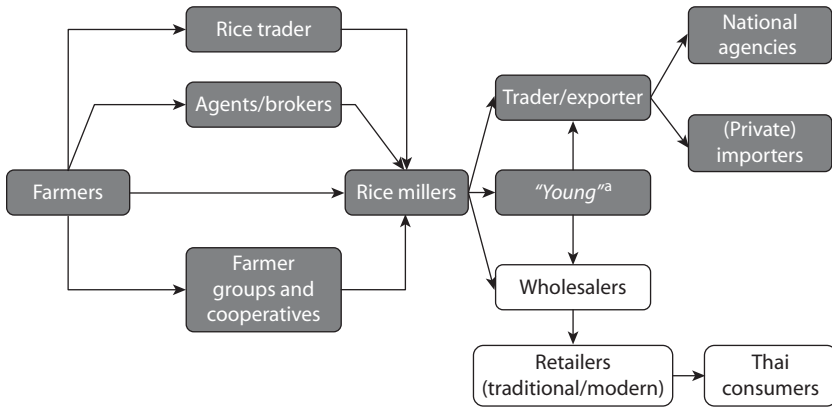 Rice trader
National
agencies
Agents/brokers
Trader/exporter
(Private)
importers
Farmers
Rice millers
“Young”a
Farmer
groups and
cooperatives
Wholesalers
Retailers
(traditional/modern)
Thai
consumers